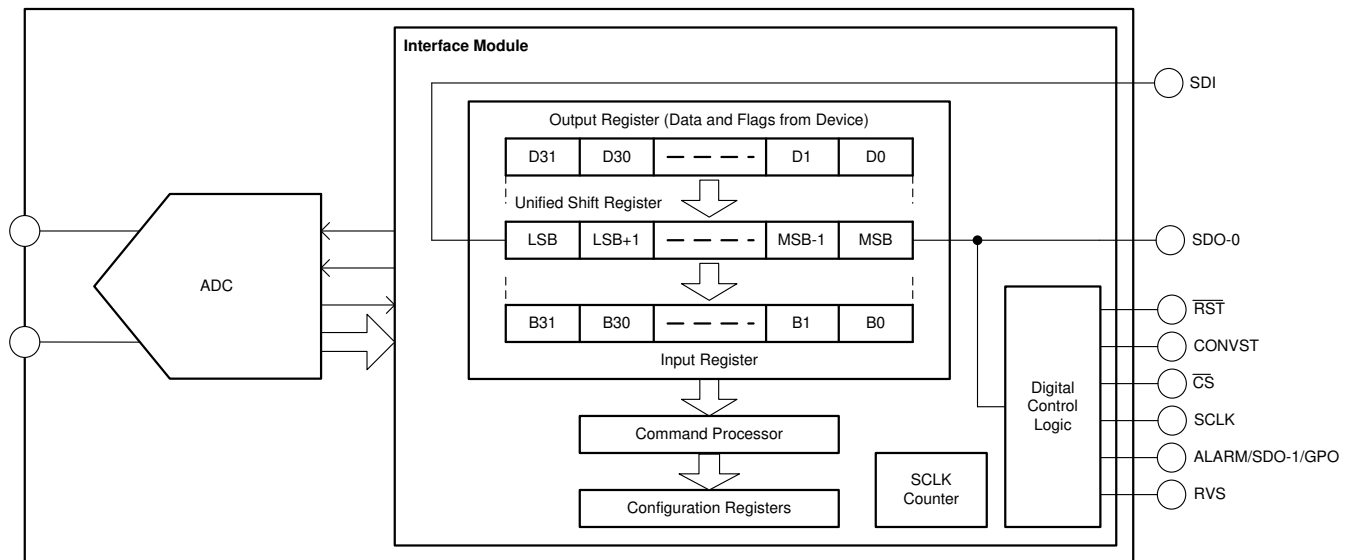 Interface Module
SDI
Output Register (Data and Flags from Device)
D31 D30 D1 D0
Unified Shift Register
LSB LSB+1 MSB-1 MSB
SDO-0
ADC
B31 B30 B1 B0
Input Register
RST
CONVST
CS
SCLK
ALARM/SDO-1/GPO
RVS
Digital
Control
Logic
Command Processor
SCLK
Counter
Configuration Registers